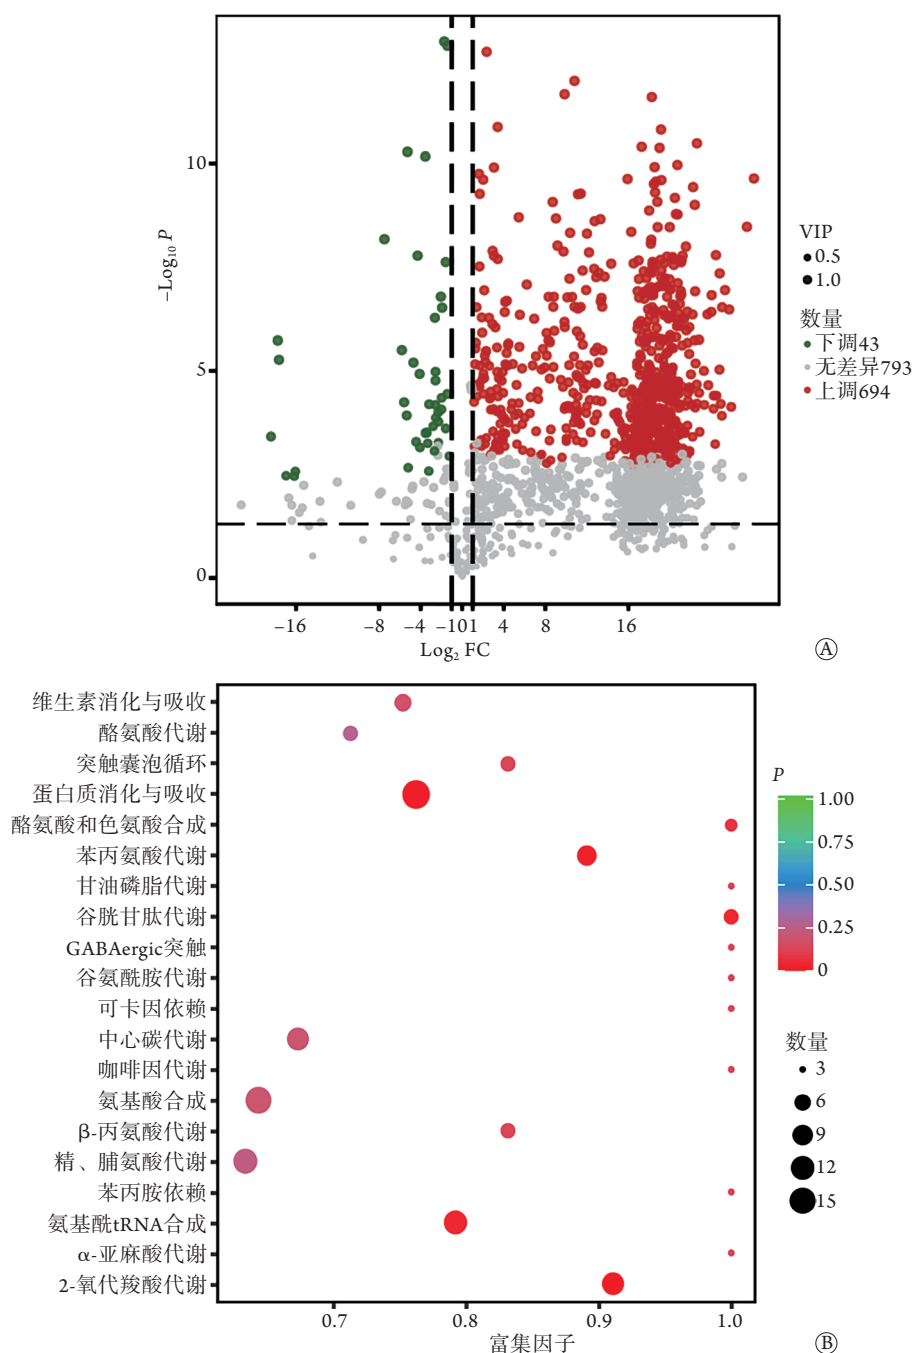 10
5
0
−Log10 P
−16 −8 −4 −1 0 1 4 8 16
Log2 FC
VIP
0.5
1.0
数量
下调43
无差异793
上调694
Ⓐ
维生素消化与吸收
酪氨酸代谢
突触囊泡循环
蛋白质消化与吸收
酪氨酸和色氨酸合成
苯丙氨酸代谢
甘油磷脂代谢
谷胱甘肽代谢
GABAergic突触
谷氨酰胺代谢
可卡因依赖
中心碳代谢
咖啡因代谢
氨基酸合成
β-丙氨酸代谢
精、脯氨酸代谢
苯丙胺依赖
氨基酰tRNA合成
α-亚麻酸代谢
2-氧代羧酸代谢
0.7 0.8 0.9 1.0
富集因子
P
1.00
0.75
0.50
0.25
0
数量
3
6
9
12
15
Ⓑ